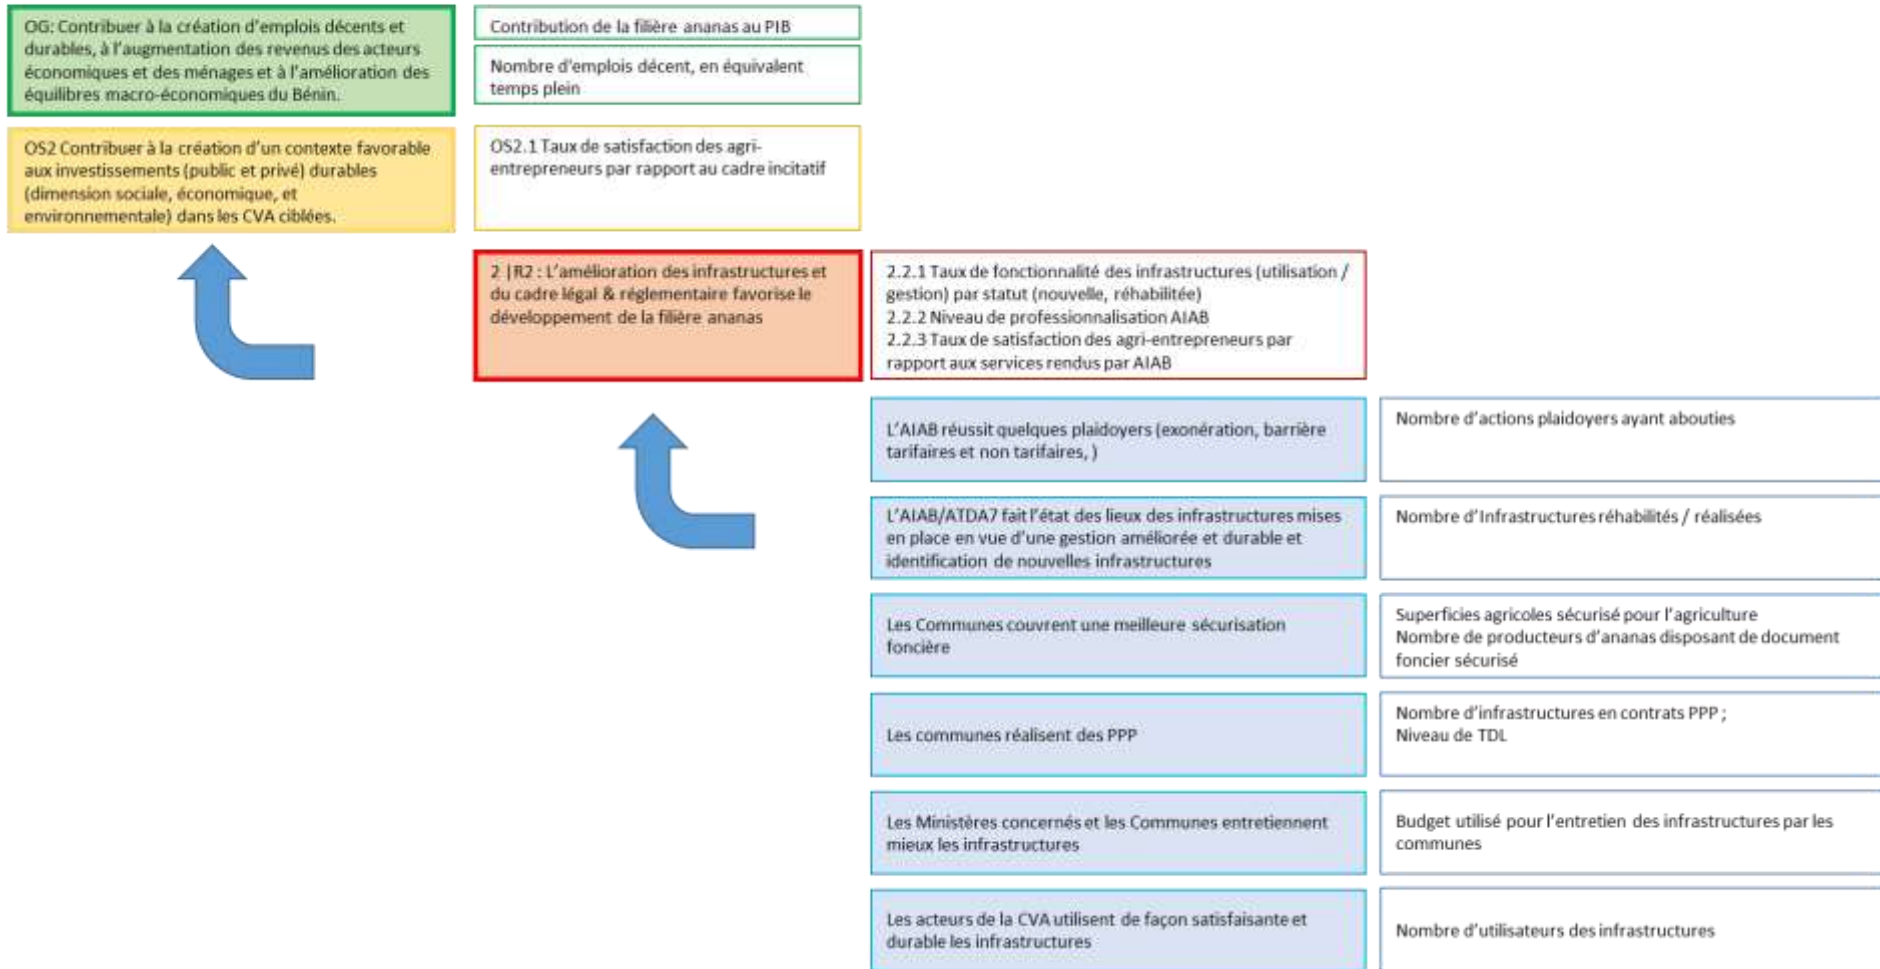 OG: Contribuer à la création d'emplois décents et
durables, à l'augmentation des revenus des acteurs
économiques et des ménages et à l'amélioration des
équilibres macro-économiques du Bénin.
Contribution de la filière ananas au PIB
Nombre d'emplois décent, en équivalent
temps plein
OS2 Contribuer à la création d'un contexte favorable
aux investissements (public et privé) durables
(dimension sociale, économique, et
environnementale) dans les CVA ciblées.
OS2.1 Taux de satisfaction des agri-
entrepreneurs par rapport au cadre incitatif
2 |R2 : L'amélioration des infrastructures et
du cadre légal & réglementaire favorise le
développement de la filière ananas
2.2.1 Taux de fonctionnalité des infrastructures (utilisation /
gestion) par statut (nouvelle, réhabilitée)
2.2.2 Niveau de professionnalisation AIAB
2.2.3 Taux de satisfaction des agri-entrepreneurs par
rapport aux services rendus par AIAB
L'AIAB réussit quelques plaidoyers (exonération, barrière
tarifaires et non tarifaires, )
Nombre d'actions plaidoyers ayant abouties
L'AIAB/ATDA7 fait l'état des lieux des infrastructures mises
en place en vue d'une gestion améliorée et durable et
identification de nouvelles infrastructures
Nombre d'Infrastructures réhabilités / réalisées
Les Communes couvrent une meilleure sécurisation
foncière
Superficies agricoles sécurisé pour l'agriculture
Nombre de producteurs d'ananas disposant de document
foncier sécurisé
Les communes réalisent des PPP
Nombre d'infrastructures en contrats PPP ;
Niveau de TDL
Les Ministères concernés et les Communes entretiennent
mieux les infrastructures
Budget utilisé pour l'entretien des infrastructures par les
communes
Les acteurs de la CVA utilisent de façon satisfaisante et
durable les infrastructures
Nombre d'utilisateurs des infrastructures